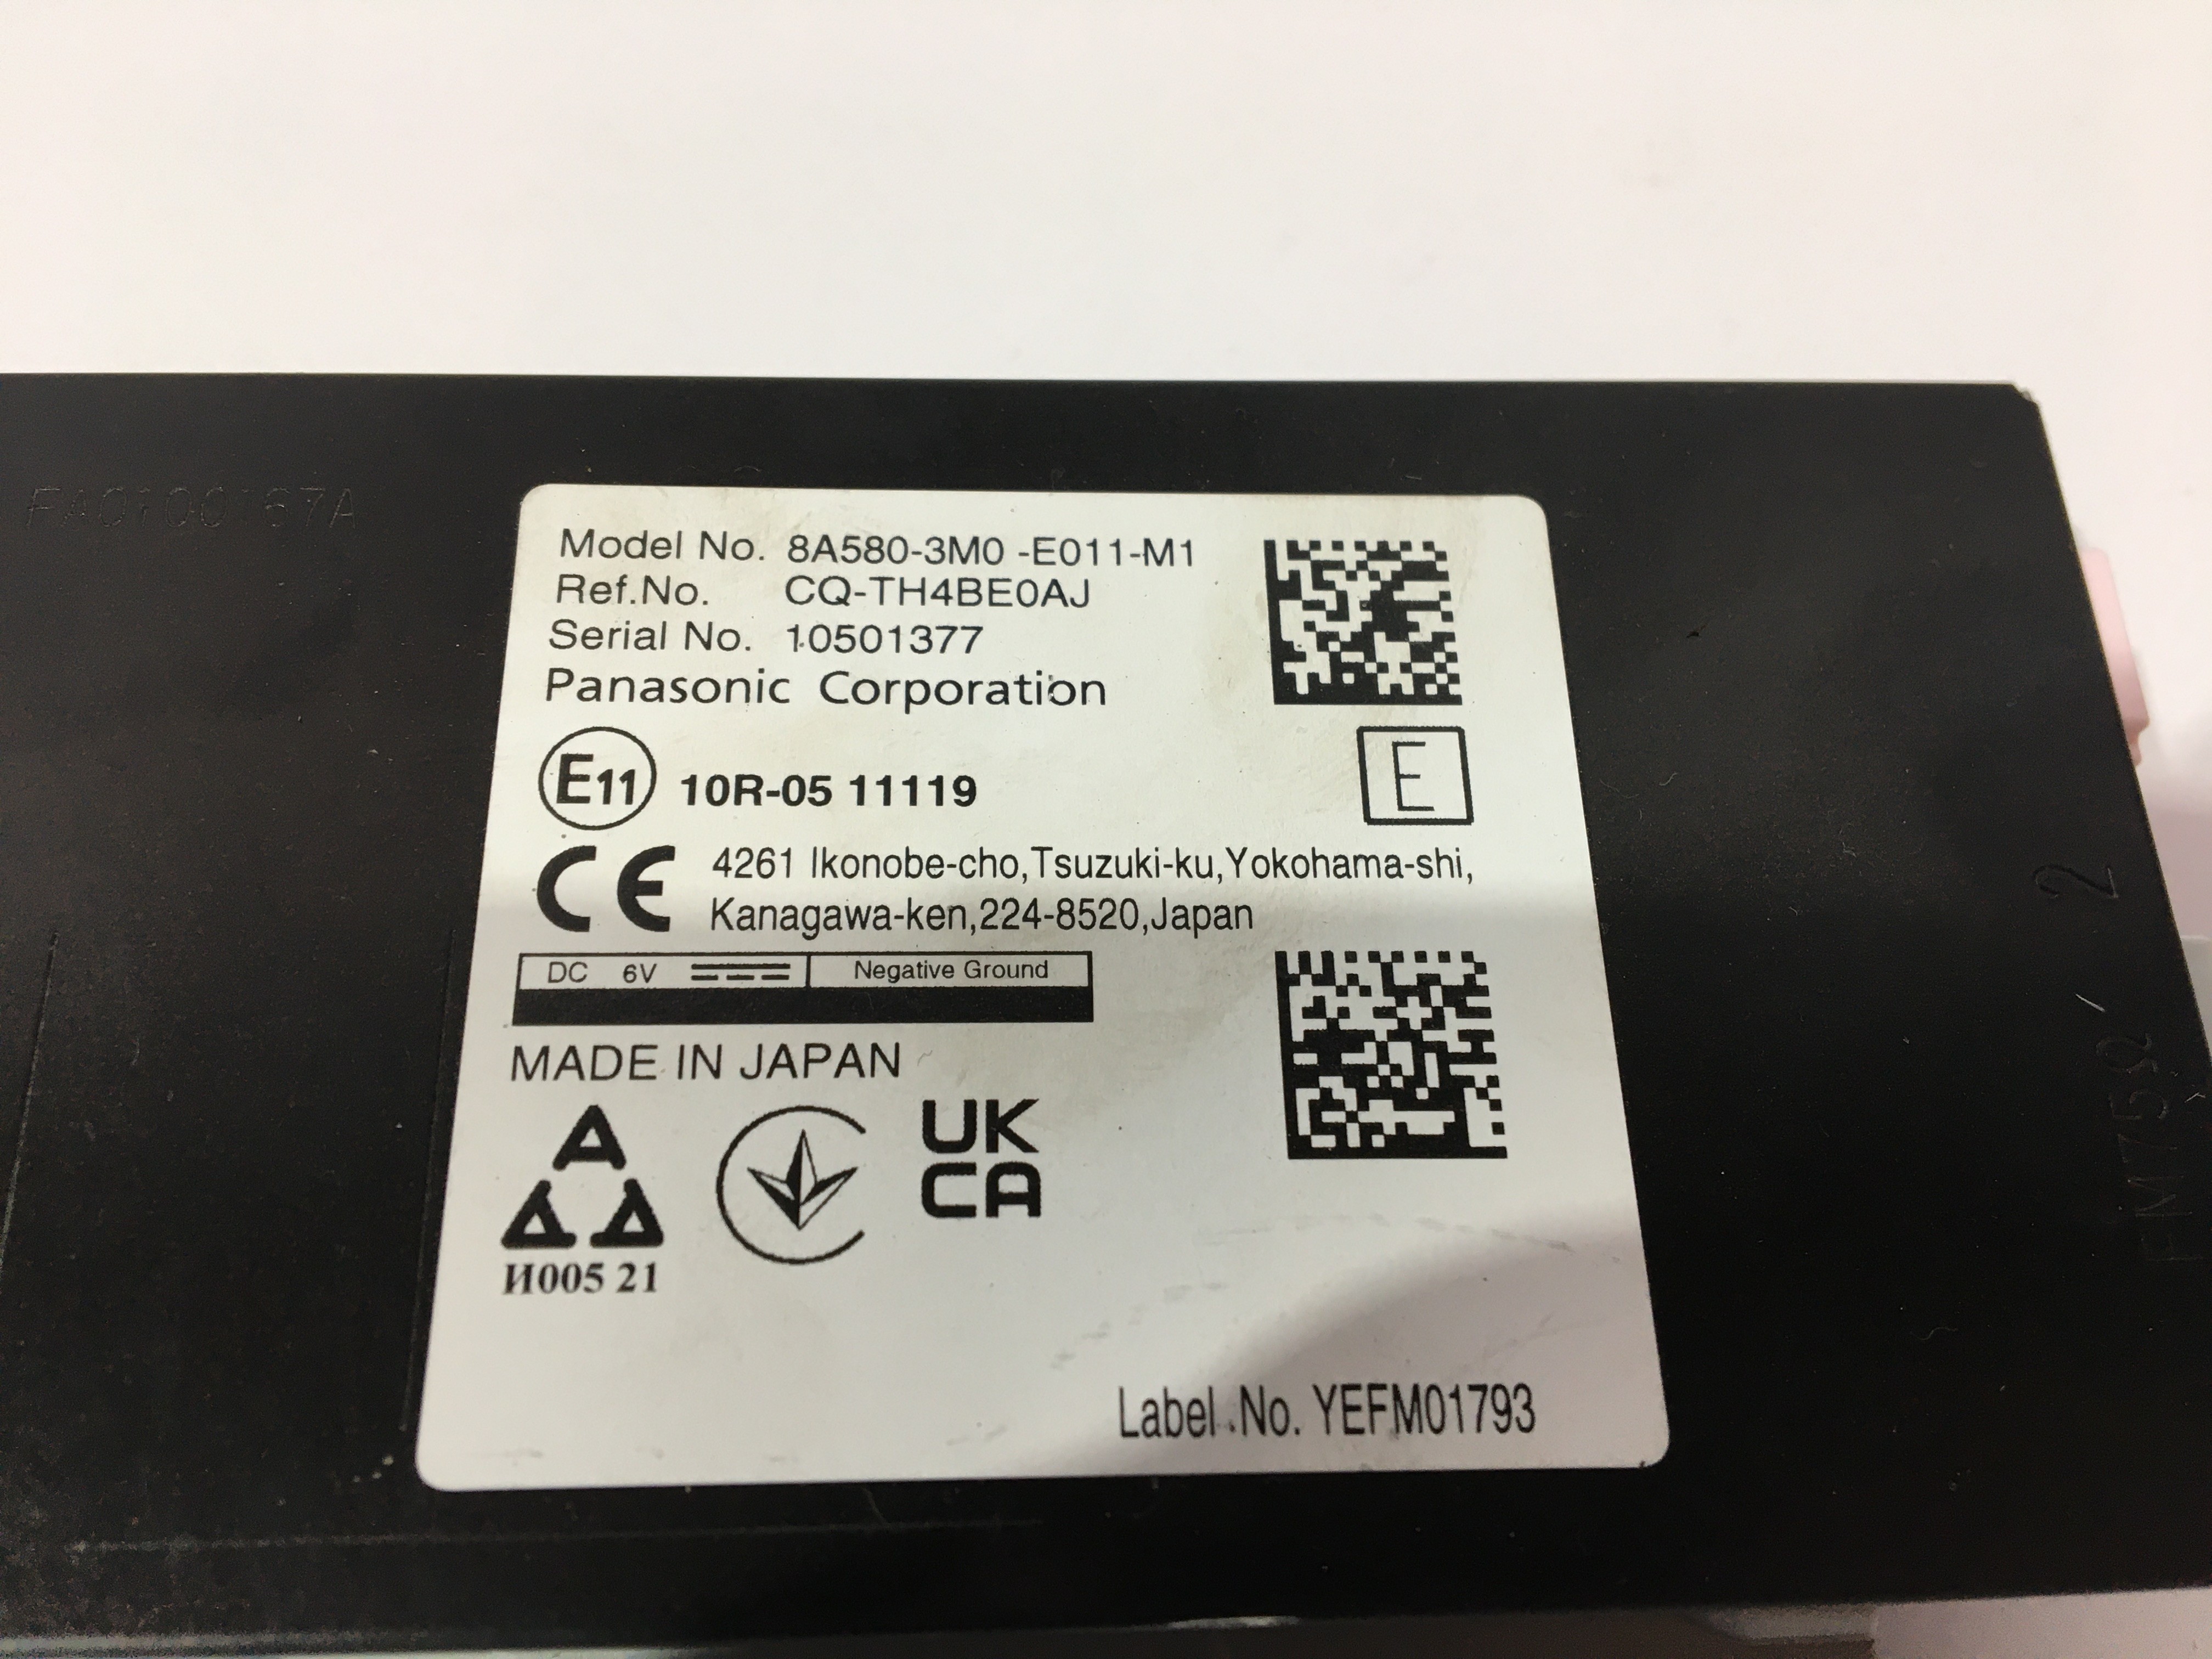 Model No. 8A580-3M0 -E011-M1
Ref.No. CQ-TH4BE0AJ
Serial No. 10501377
Panasonic Corporation
E11 10R-05 11119
E
CE 4261 Ikonobe-cho,Tsuzuki-ku,Yokohama-shi,
Kanagawa-ken,224-8520,Japan
DC 6V Negative Ground
MADE IN JAPAN
UK
CA
И005 21
Label No. YEFM01793
2